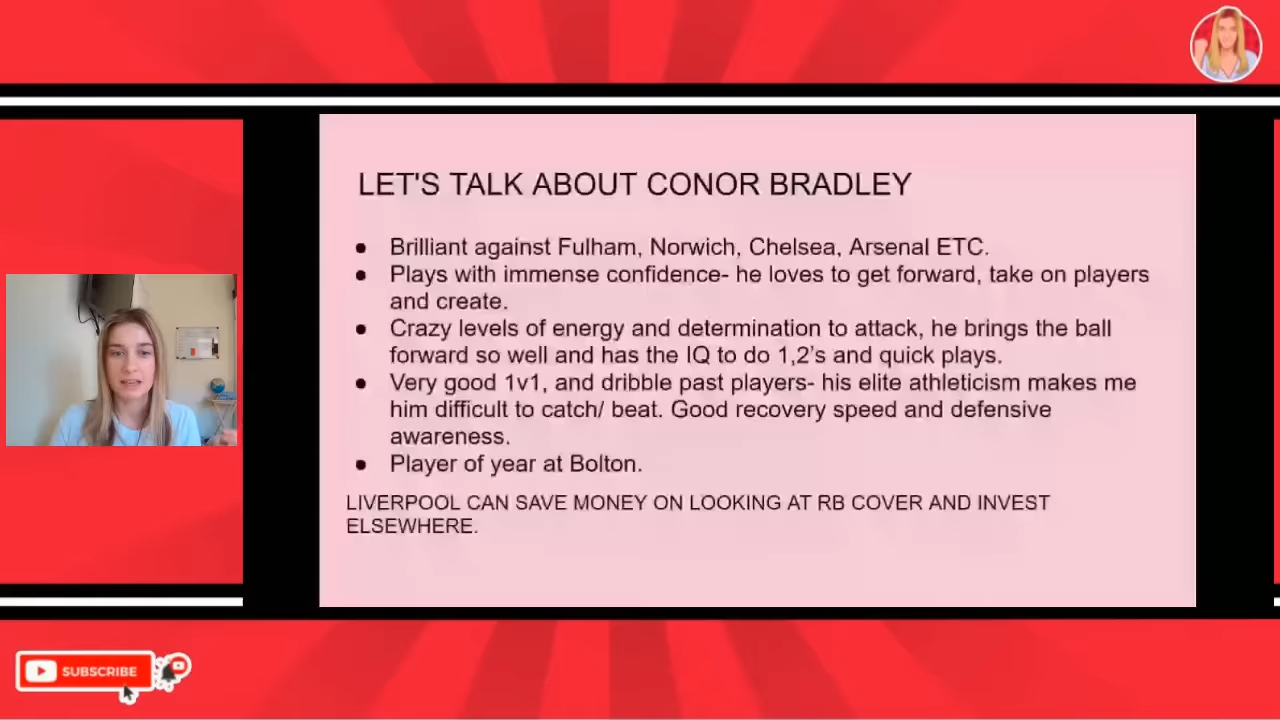 LET'S TALK ABOUT CONOR BRADLEY
● Brilliant against Fulham, Norwich, Chelsea, Arsenal ETC.
● Plays with immense confidence- he loves to get forward, take on players
and create.
● Crazy levels of energy and determination to attack, he brings the ball
forward so well and has the IQ to do 1,2's and quick plays.
● Very good 1v1, and dribble past players- his elite athleticism makes me
him difficult to catch/ beat. Good recovery speed and defensive
awareness.
● Player of year at Bolton.
LIVERPOOL CAN SAVE MONEY ON LOOKING AT RB COVER AND INVEST
ELSEWHERE.
SUBSCRIBE